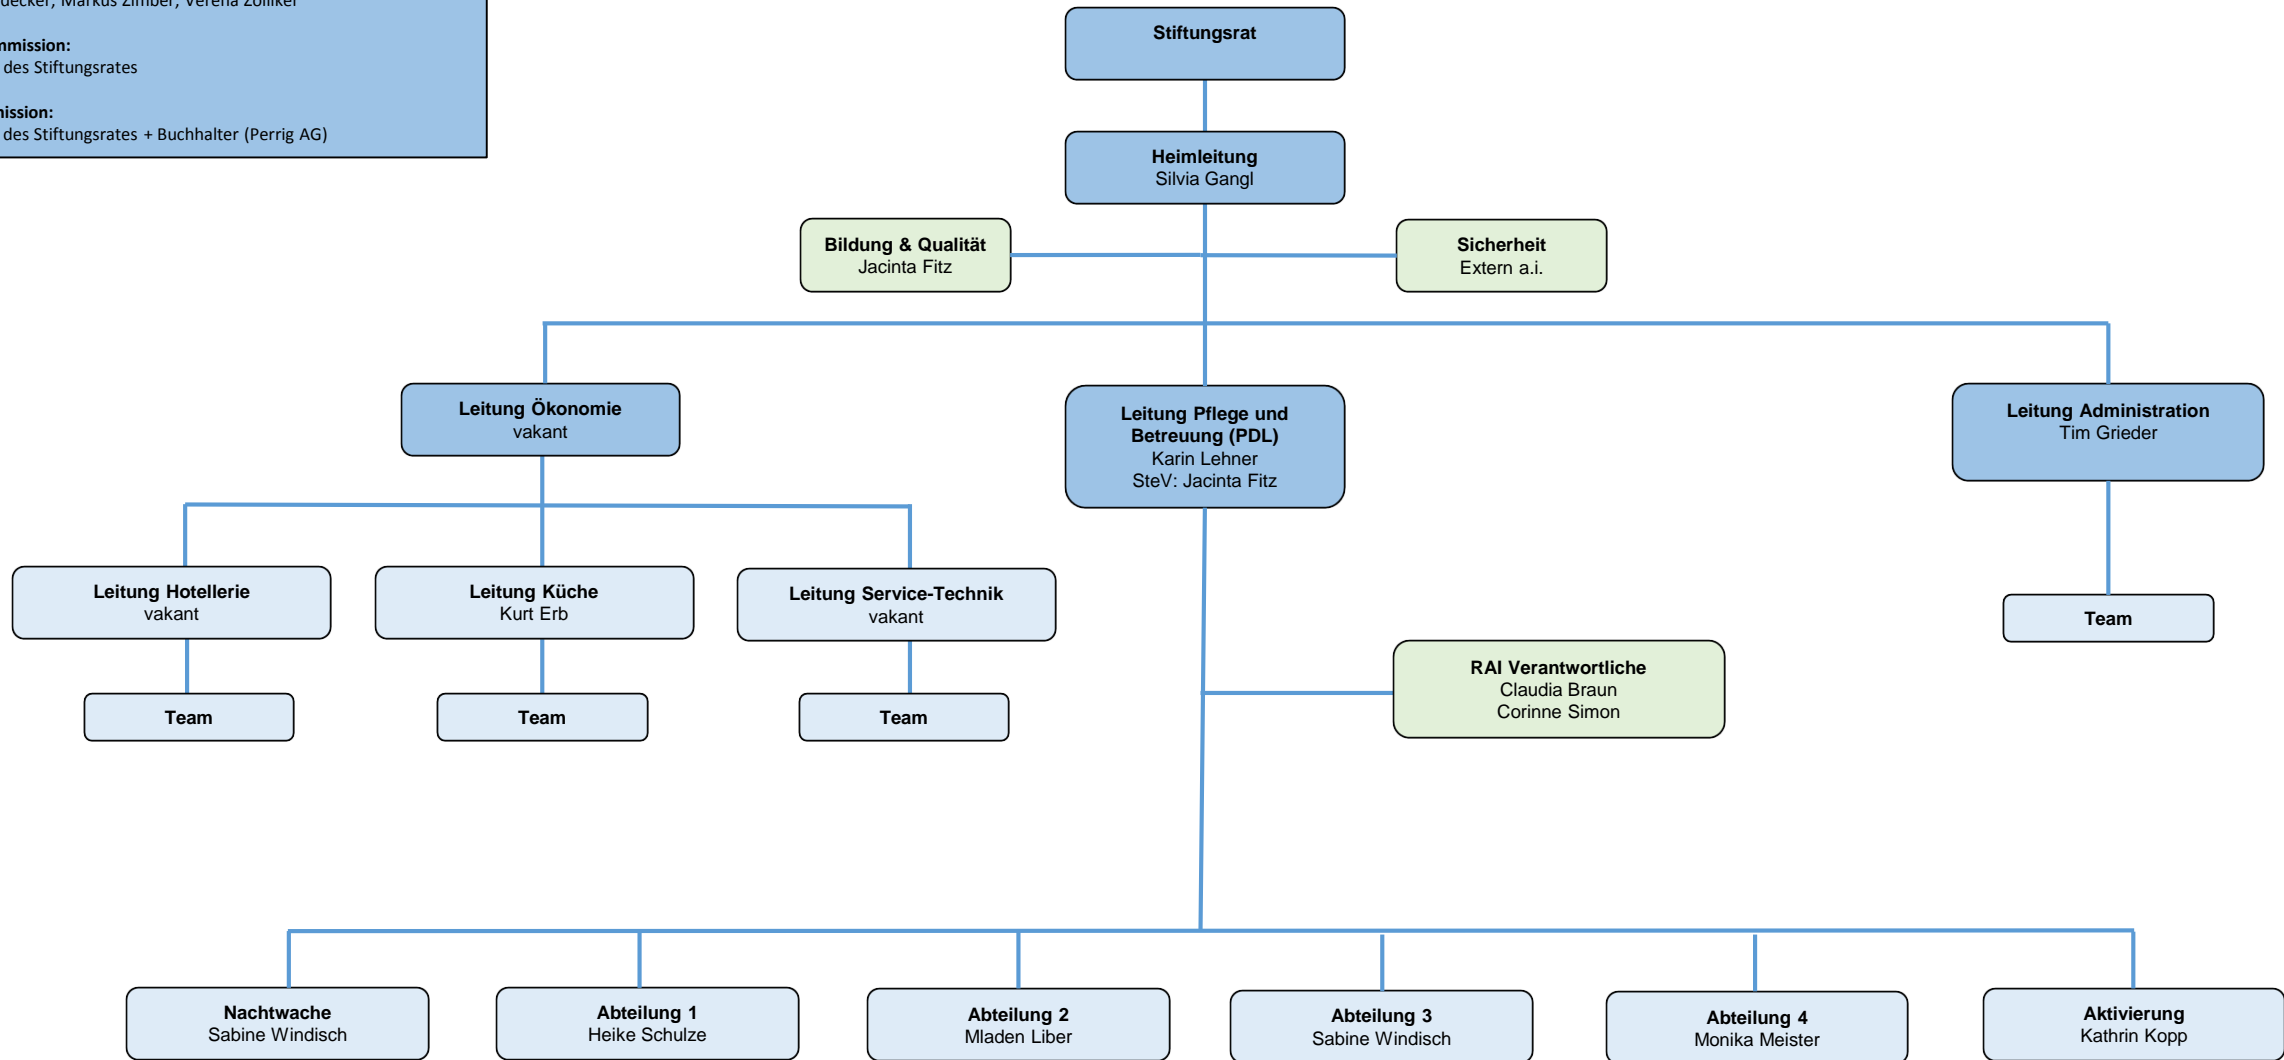 Markus Zimber, Verena Zolliker
des Stiftungsrates
des Stiftungsrates + Buchhalter (Perrig AG)
Stiftungsrat
Heimleitung
Silvia Gangl
Bildung & Qualität
Jacinta Fitz
Sicherheit
Extern a.i.
Leitung Ökonomie
vakant
Leitung Pflege und
Betreuung (PDL)
Karin Lehner
SteV: Jacinta Fitz
Leitung Administration
Tim Grieder
Leitung Hotellerie
vakant
Leitung Küche
Kurt Erb
Leitung Service-Technik
vakant
Team
Team
Team
Team
RAI Verantwortliche
Claudia Braun
Corinne Simon
Nachtwache
Sabine Windisch
Abteilung 1
Heike Schulze
Abteilung 2
Mladen Liber
Abteilung 3
Sabine Windisch
Abteilung 4
Monika Meister
Aktivierung
Kathrin Kopp